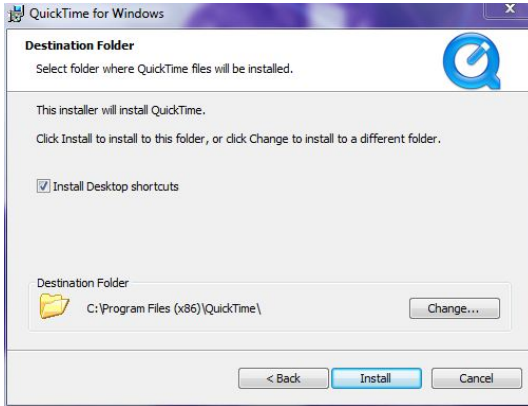 QuickTime for Windows
X
Destination Folder
Select folder where QuickTime files will be installed.
This installer will install QuickTime.
Click Install to install to this folder, or click Change to install to a different folder.
Install Desktop shortcuts
Destination Folder
C:\Program Files (x86)\QuickTime\
Change...
< Back
Install
Cancel